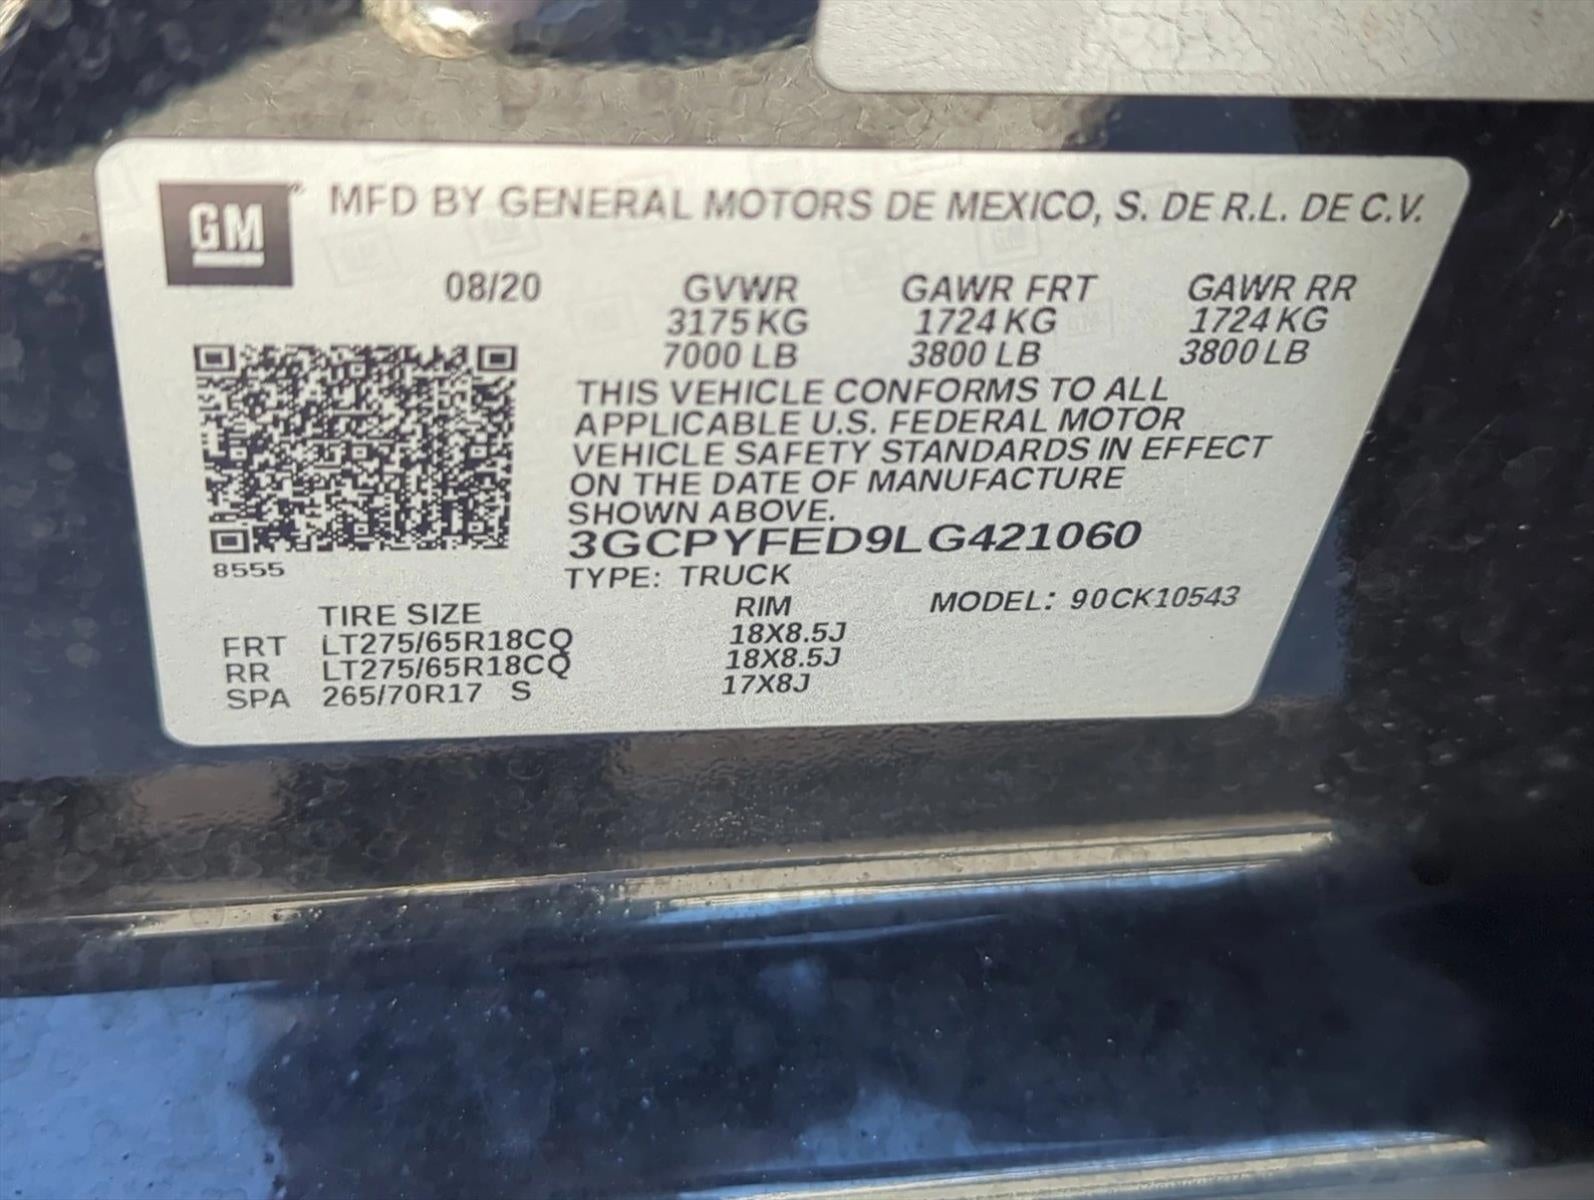 GM® MFD BY GENERAL MOTORS DE MEXICO, S. DE R.L. DE C.V.
08/20 GVWR GAWR FRT GAWR RR
3175 KG 1724 KG 1724 KG
7000 LB 3800 LB 3800 LB
THIS VEHICLE CONFORMS TO ALL
APPLICABLE U.S. FEDERAL MOTOR
VEHICLE SAFETY STANDARDS IN EFFECT
ON THE DATE OF MANUFACTURE
SHOWN ABOVE.
3GCPYFED9LG421060
8555
TYPE: TRUCK
TIRE SIZE RIM MODEL: 90CK10543
FRT LT275/65R18CQ 18X8.5J
RR LT275/65R18CQ 18X8.5J
SPA 265/70R17 S 17X8J